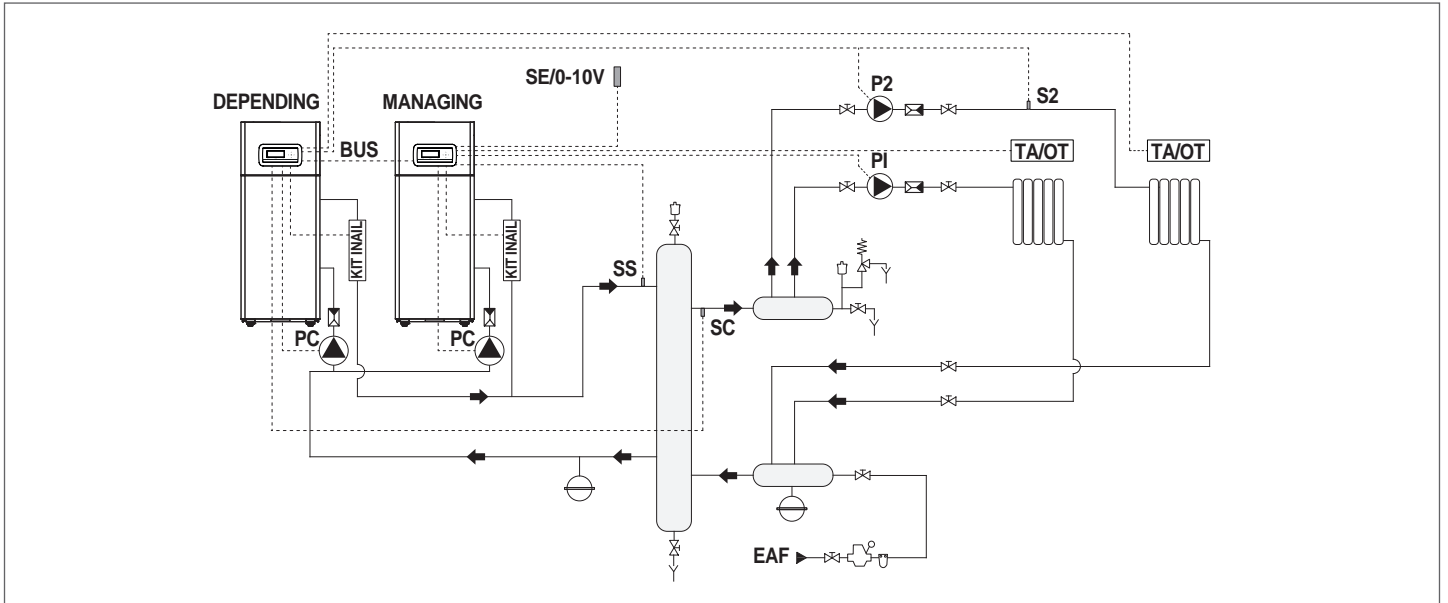 SE/0-10V
P2
DEPENDING
MANAGING
S2
BUS
TA/OT
TA/OT
P1
KIT INAIL
KIT INAIL
SS
SC
PC
PC
EAF